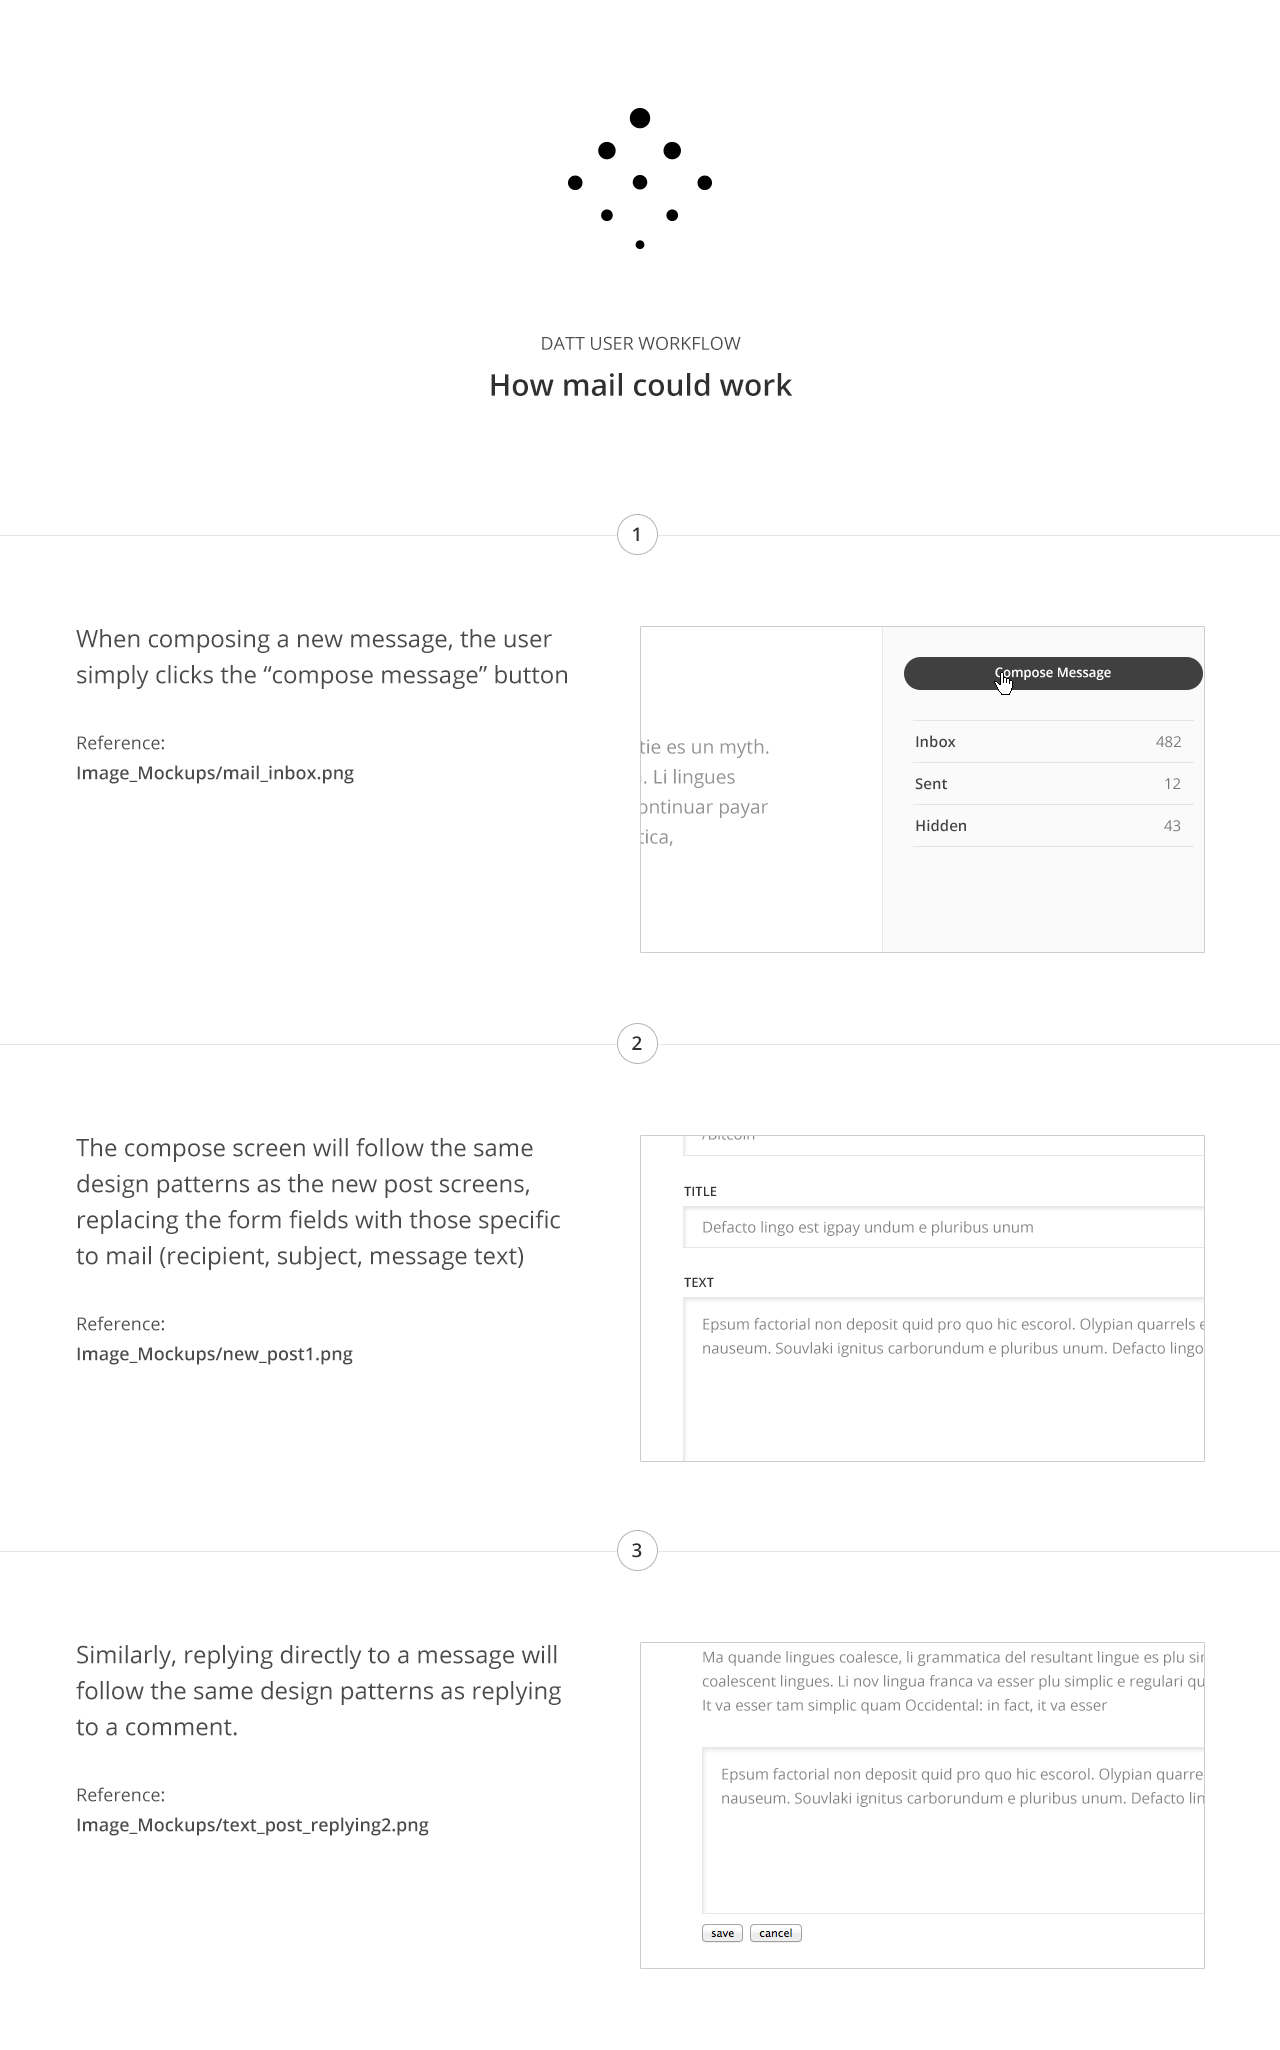 DATT USER WORKFLOW
How mail could work
1
When composing a new message, the user
simply clicks the “compose message” button
Reference:
Image_Mockups/mail_inbox.png
Compose Message
tie es un myth.
. Li lingues
ontinuar payar
tica,
Inbox 482
Sent 12
Hidden 43
2
The compose screen will follow the same
design patterns as the new post screens,
replacing the form fields with those specific
to mail (recipient, subject, message text)
Reference:
Image_Mockups/new_post1.png
/Bitcoin
TITLE
Defacto lingo est igpay undum e pluribus unum
TEXT
Epsum factorial non deposit quid pro quo hic escorol. Olypian quarrels e
nauseum. Souvlaki ignitus carborundum e pluribus unum. Defacto lingo
3
Similarly, replying directly to a message will
follow the same design patterns as replying
to a comment.
Reference:
Image_Mockups/text_post_replying2.png
Ma quande lingues coalesce, li grammatica del resultant lingue es plu sim
coalescent lingues. Li nov lingua franca va esser plu simplic e regulari qu
It va esser tam simplic quam Occidental: in fact, it va esser
Epsum factorial non deposit quid pro quo hic escorol. Olypian quarre
nauseum. Souvlaki ignitus carborundum e pluribus unum. Defacto lin
save cancel